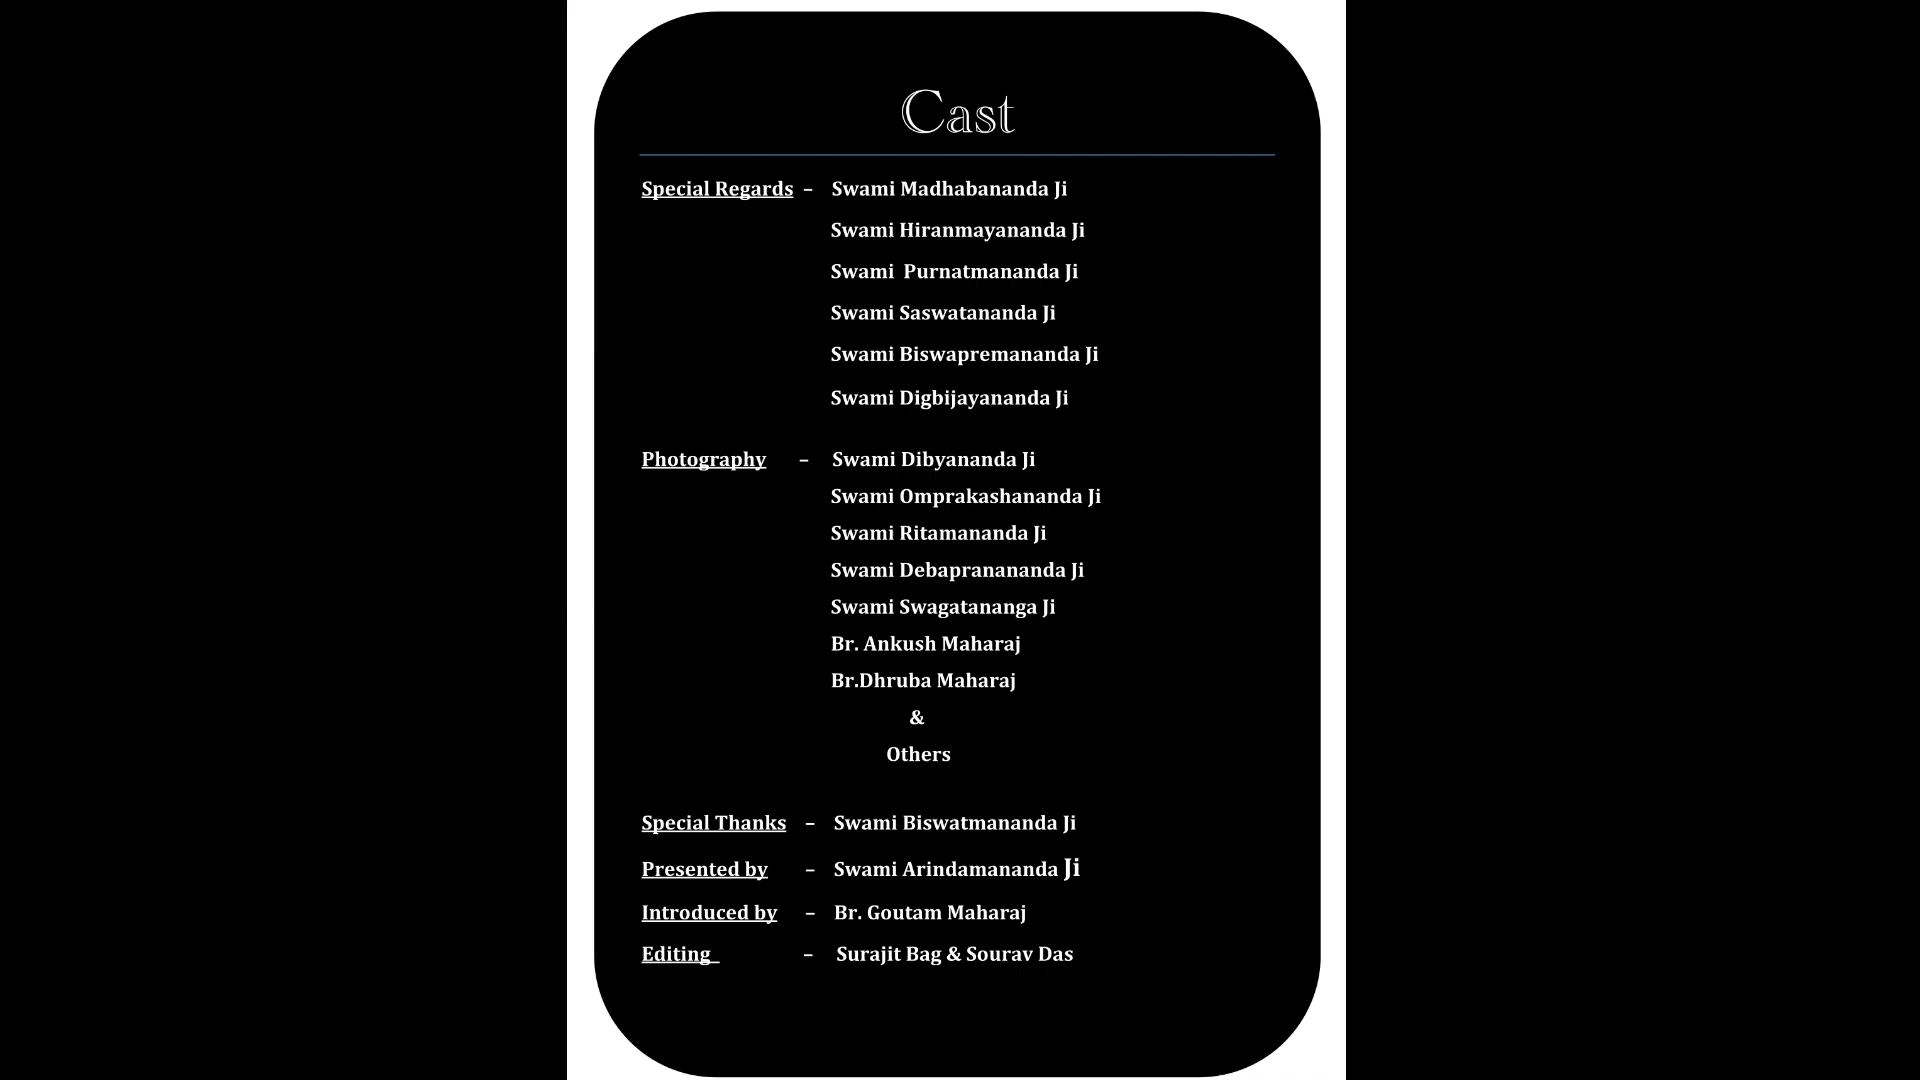 Cast
Special Regards – Swami Madhabananda Ji
Swami Hiranmayananda Ji
Swami Purnatmananda Ji
Swami Saswatananda Ji
Swami Biswapremananda Ji
Swami Digbijayananda Ji
Photography – Swami Dibyananda Ji
Swami Omprakashananda Ji
Swami Ritamananda Ji
Swami Debapranananda Ji
Swami Swagatananga Ji
Br. Ankush Maharaj
Br.Dhruba Maharaj
&
Others
Special Thanks – Swami Biswatmananda Ji
Presented by – Swami Arindamananda Ji
Introduced by – Br. Goutam Maharaj
Editing – Surajit Bag & Sourav Das